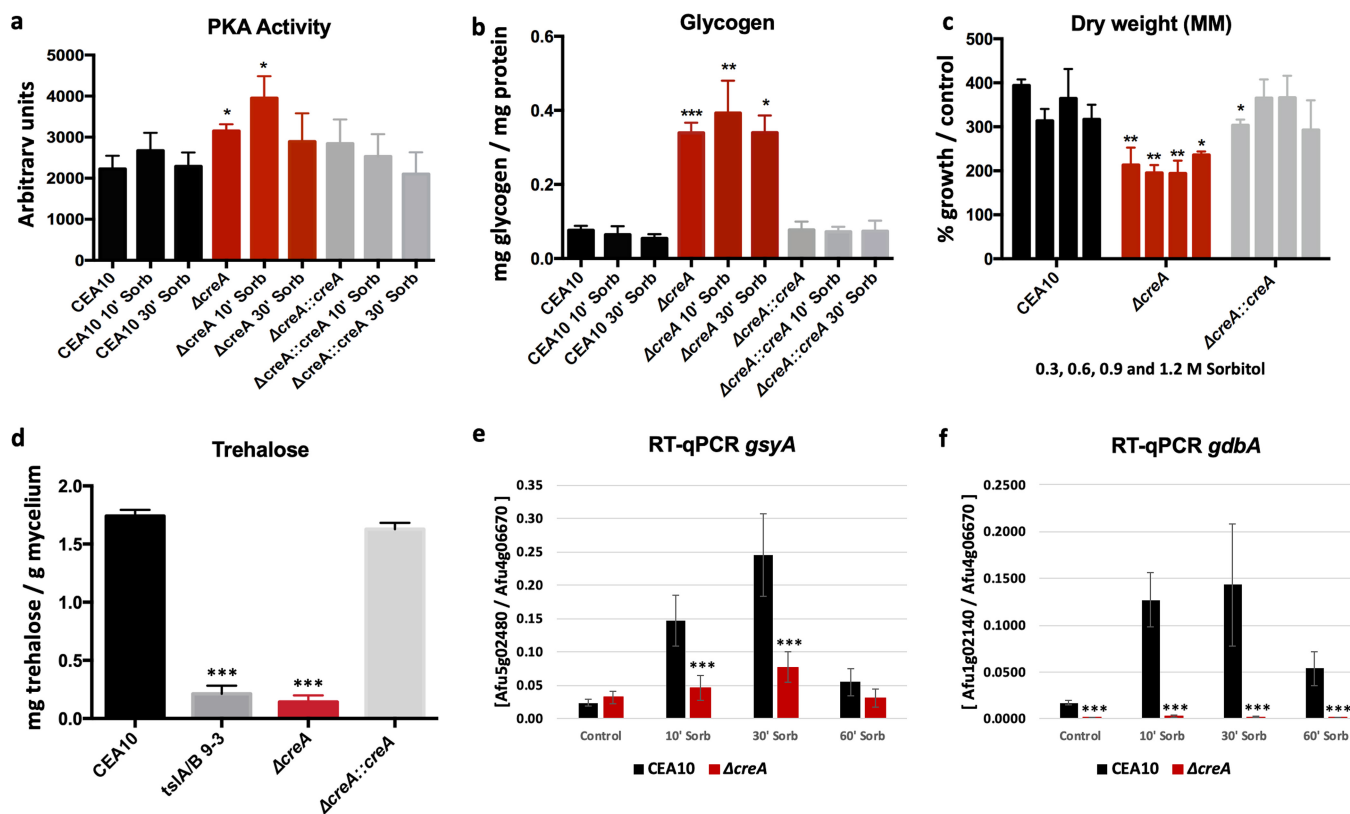 a
PKA Activity
Arbitrarv units
5000
4000
3000
2000
1000
0
*
*
CEA10
CEA10 10' Sorb
CEA10 30' Sorb
ΔcreA
ΔcreA 10' Sorb
ΔcreA 30' Sorb
ΔcreA::creA
ΔcreA::creA 10' Sorb
ΔcreA::creA 30' Sorb
b
Glycogen
mg glycogen / mg protein
0.6
0.4
0.2
0.0
***
**
*
CEA10
CEA10 10' Sorb
CEA10 30' Sorb
ΔcreA
ΔcreA 10' Sorb
ΔcreA 30' Sorb
ΔcreA::creA
ΔcreA::creA 10' Sorb
ΔcreA::creA 30' Sorb
c
Dry weight (MM)
% growth / control
500
400
300
200
100
0
**
**
**
*
*
CEA10
ΔcreA
ΔcreA::creA
0.3, 0.6, 0.9 and 1.2 M Sorbitol
d
Trehalose
mg trehalose / g mycelium
2.0
1.5
1.0
0.5
0.0
***
***
CEA10
tslA/B 9-3
ΔcreA
ΔcreA::creA
e
RT-qPCR gsyA
[Afu5g02480 / Afu4g06670 ]
0.35
0.30
0.25
0.20
0.15
0.10
0.05
0.00
***
***
Control
10' Sorb
30' Sorb
60' Sorb
CEA10
ΔcreA
f
RT-qPCR gdbA
[Afu1g02140 / Afu4g06670 ]
0.2500
0.2000
0.1500
0.1000
0.0500
0.0000
***
***
***
***
Control
10' Sorb
30' Sorb
60' Sorb
CEA10
ΔcreA